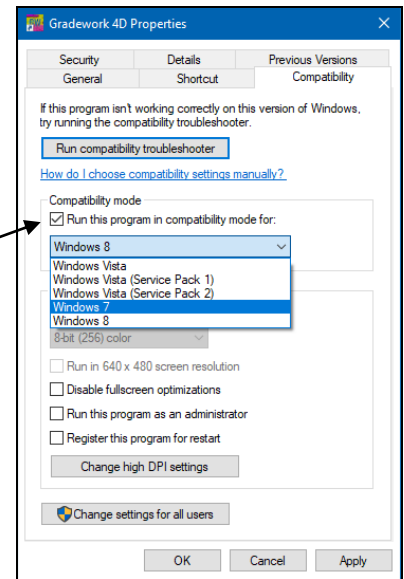 Gradework 4D Properties
Security Details Previous Versions
General Shortcut Compatibility
If this program isn't working correctly on this version of Windows,
try running the compatibility troubleshooter.
Run compatibility troubleshooter
How do I choose compatibility settings manually?
Compatibility mode
Run this program in compatibility mode for:
Windows 8
Windows Vista
Windows Vista (Service Pack 1)
Windows Vista (Service Pack 2)
Windows 7
Windows 8
8-bit (256) color
Run in 640 x 480 screen resolution
Disable fullscreen optimizations
Run this program as an administrator
Register this program for restart
Change high DPI settings
Change settings for all users
OK Cancel Apply